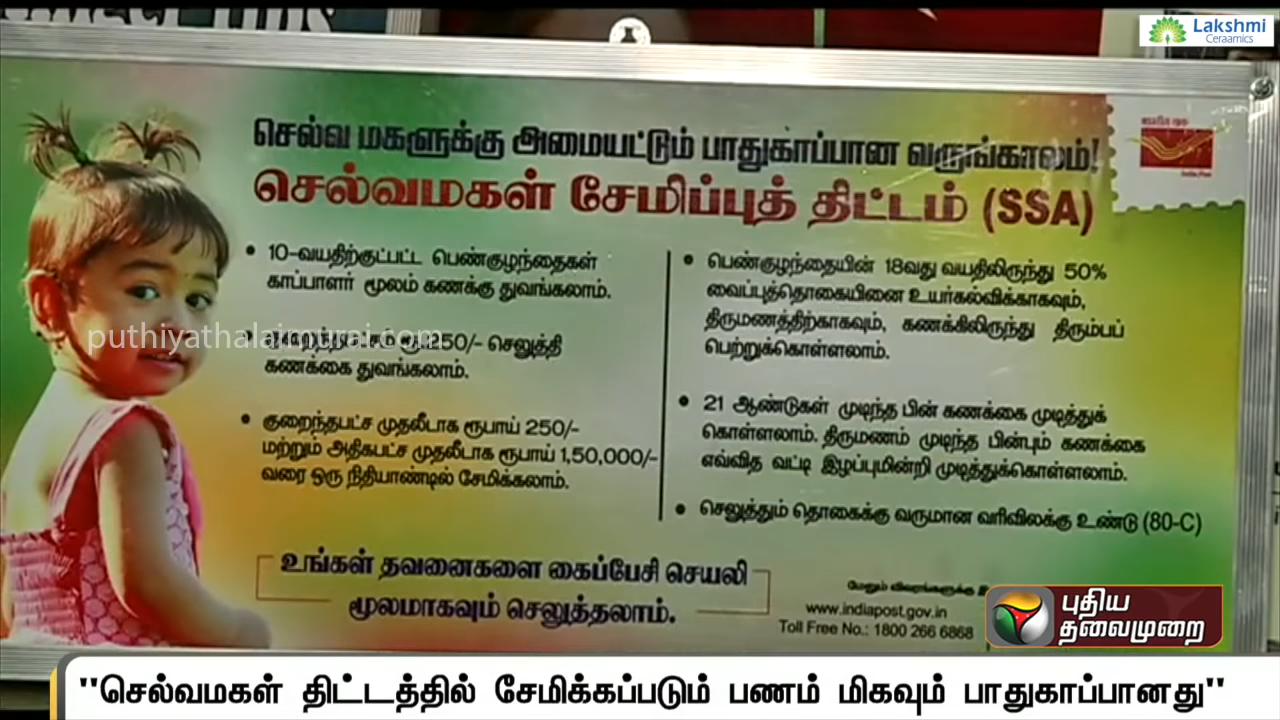 Lakshmi
Ceraamics
செல்வ மகளுக்கு அமையட்டும் பாதுகாப்பான வருங்காலம்!
செல்வமகள் சேமிப்புத் திட்டம் (SSA)
• 10-வயதிற்குட்பட்ட பெண்குழந்தைகள்
காப்பாளர் மூலம் கணக்கு துவங்கலாம்.
puthiyathalaimurai.com
ரூ.250/- செலுத்தி
கணக்கை துவங்கலாம்.
• குறைந்தபட்ச முதலீடாக ரூபாய் 250/-
மற்றும் அதிகபட்ச முதலீடாக ரூபாய் 1,50,000/-
வரை ஒரு நிதியாண்டில் சேமிக்கலாம்.
• பெண்குழந்தையின் 18வது வயதிலிருந்து 50%
வைப்புத்தொகையினை உயர்கல்விக்காகவும்,
திருமணத்திற்காகவும், கணக்கிலிருந்து திரும்பப்
பெற்றுக்கொள்ளலாம்.
• 21 ஆண்டுகள் முடிந்த பின் கணக்கை முடித்துக்
கொள்ளலாம். திருமணம் முடிந்த பின்பும் கணக்கை
எவ்வித வட்டி இழப்புமின்றி முடித்துக்கொள்ளலாம்.
• செலுத்தும் தொகைக்கு வருமான வரிவிலக்கு உண்டு (80-C)
உங்கள் தவணைகளை கைப்பேசி செயலி
மூலமாகவும் செலுத்தலாம்.
மேலும் விவரங்களுக்கு
www.indiapost.gov.in
Toll Free No.: 1800 266 6868
புதிய
தலைமுறை
"செல்வமகள் திட்டத்தில் சேமிக்கப்படும் பணம் மிகவும் பாதுகாப்பானது"